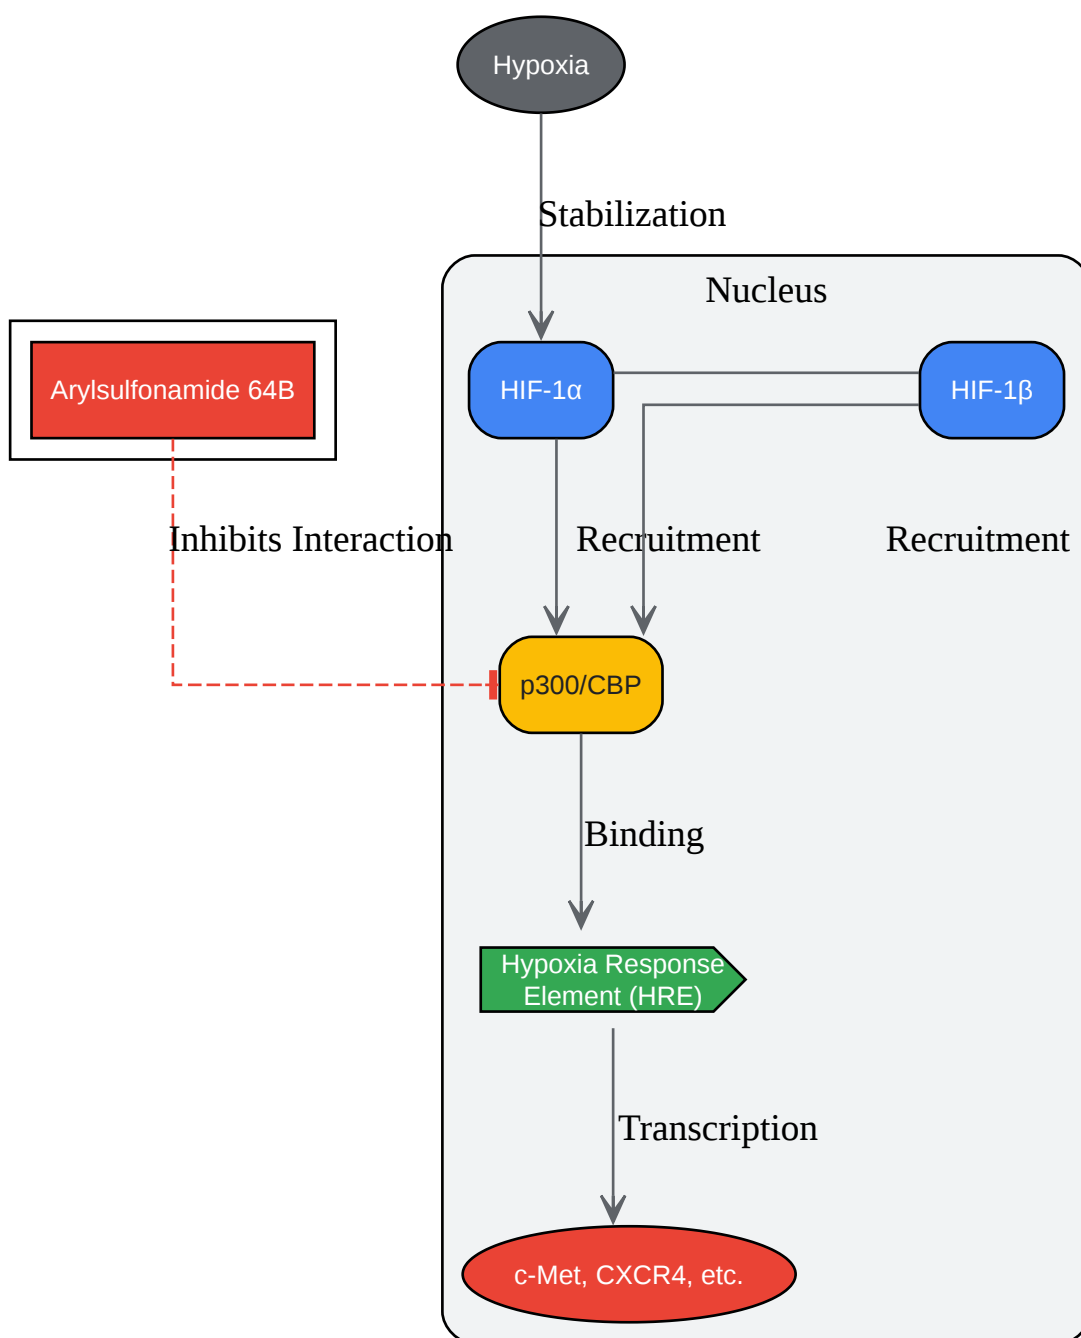 Hypoxia
Stabilization
Nucleus
Arylsulfonamide 64B
HIF-1α
HIF-1β
Inhibits Interaction
Recruitment
Recruitment
p300/CBP
Binding
Hypoxia Response
Element (HRE)
Transcription
c-Met, CXCR4, etc.